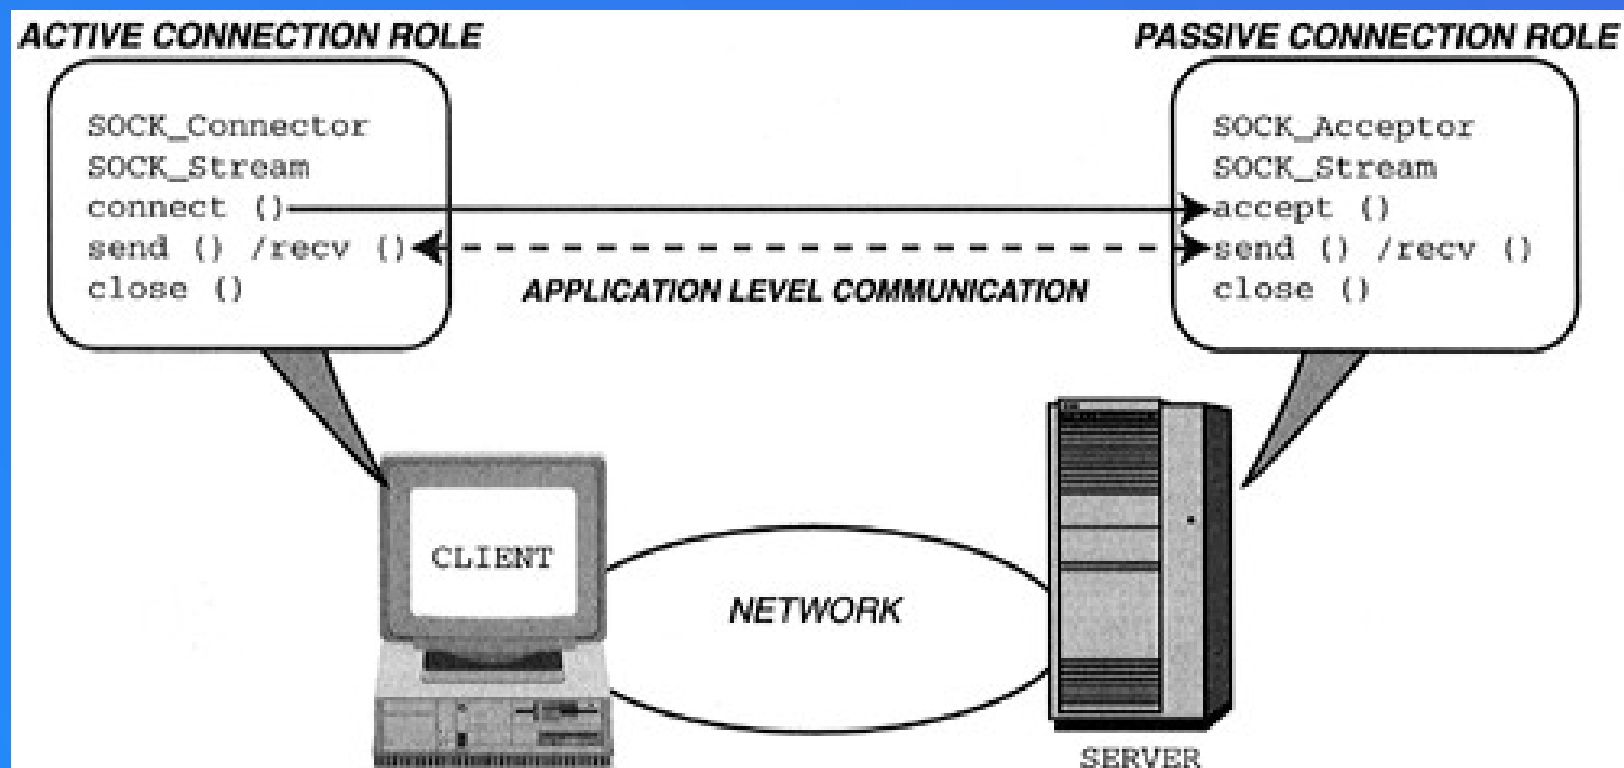 ACTIVE CONNECTION ROLE
SOCK_Connector
SOCK_Stream
connect ()
send () /recv ()
close ()
PASSIVE CONNECTION ROLE
SOCK_Acceptor
SOCK_Stream
accept ()
send () /recv ()
close ()
APPLICATION LEVEL COMMUNICATION
CLIENT
NETWORK
SERVER